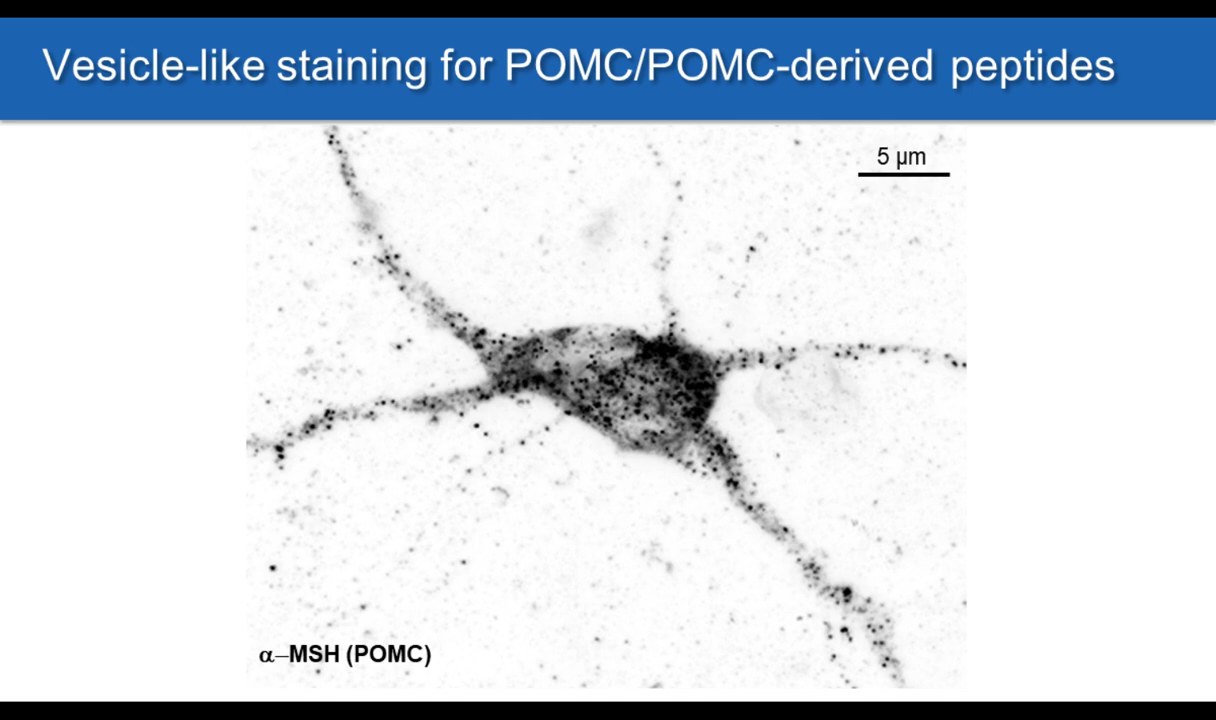 Vesicle-like staining for POMC/POMC-derived peptides
5 µm
α–MSH (POMC)